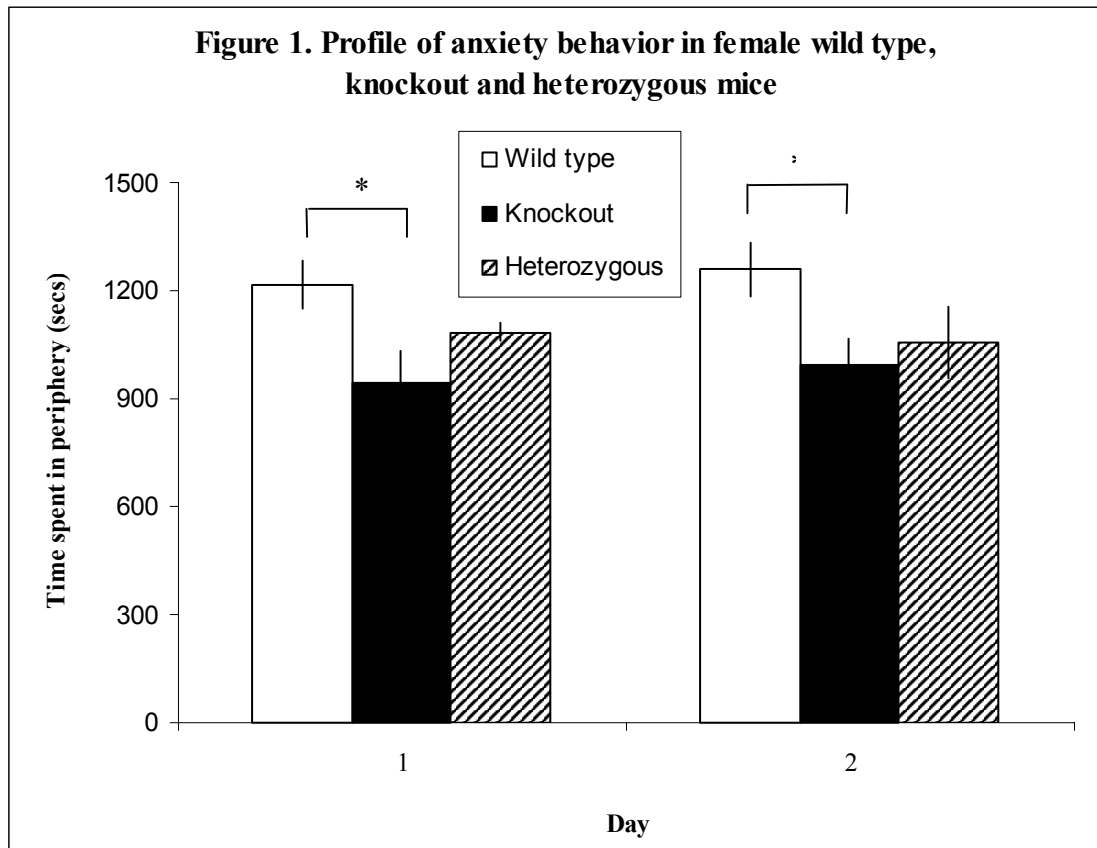 Figure 1. Profile of anxiety behavior in female wild type,
knockout and heterozygous mice
Wild type
Knockout
Heterozygous
*
Time spent in periphery (secs)
1500
1200
900
600
300
0
1
2
Day